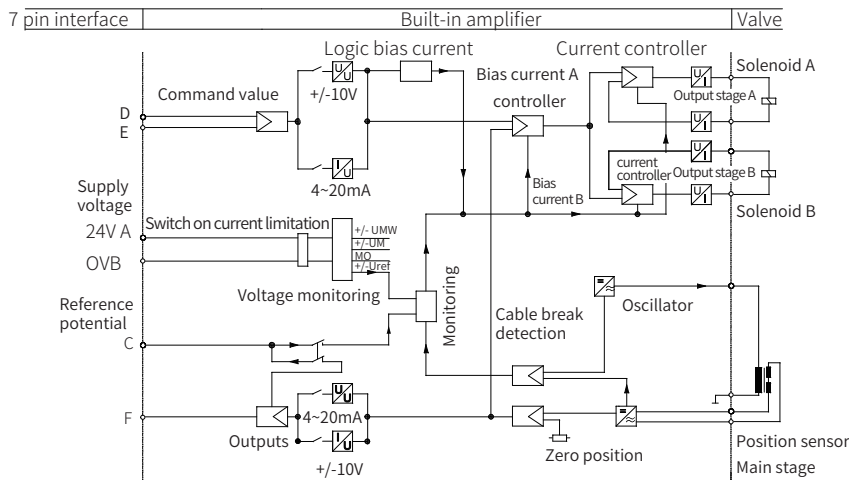 7 pin interface Built-in amplifier Valve
Logic bias current Current controller
Solenoid A
Bias current A
Command value +/-10V controller Output stage A
D
E
4~20mA
current controller Output stage B
Bias current B
Supply voltage
Solenoid B
24V A Switch on current limitation
+/- UMW
+/-UM
MO
+/-Uref
OVB
Voltage monitoring
Monitoring
Oscillator
Reference potential
Cable break detection
C
F
4~20mA
Outputs
+/-10V
Zero position
Position sensor
Main stage
U
U
I
U
U
I
U
I
U
I
U
I
U
U
I
U